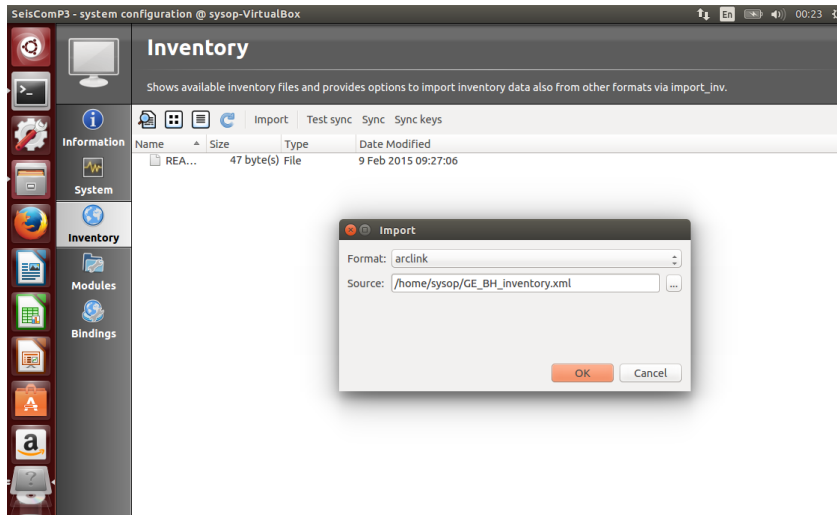 SeisComP3 - system configuration @ sysop-VirtualBox En 00:23
Inventory
Shows available inventory files and provides options to import inventory data also from other formats via import_inv.
Import Test sync Sync Sync keys
Name Size Type Date Modified
REA... 47 byte(s) File 9 Feb 2015 09:27:06
Information
System
Inventory
Modules
Bindings
Import
Format: arclink
Source: /home/sysop/GE_BH_inventory.xml ...
OK Cancel